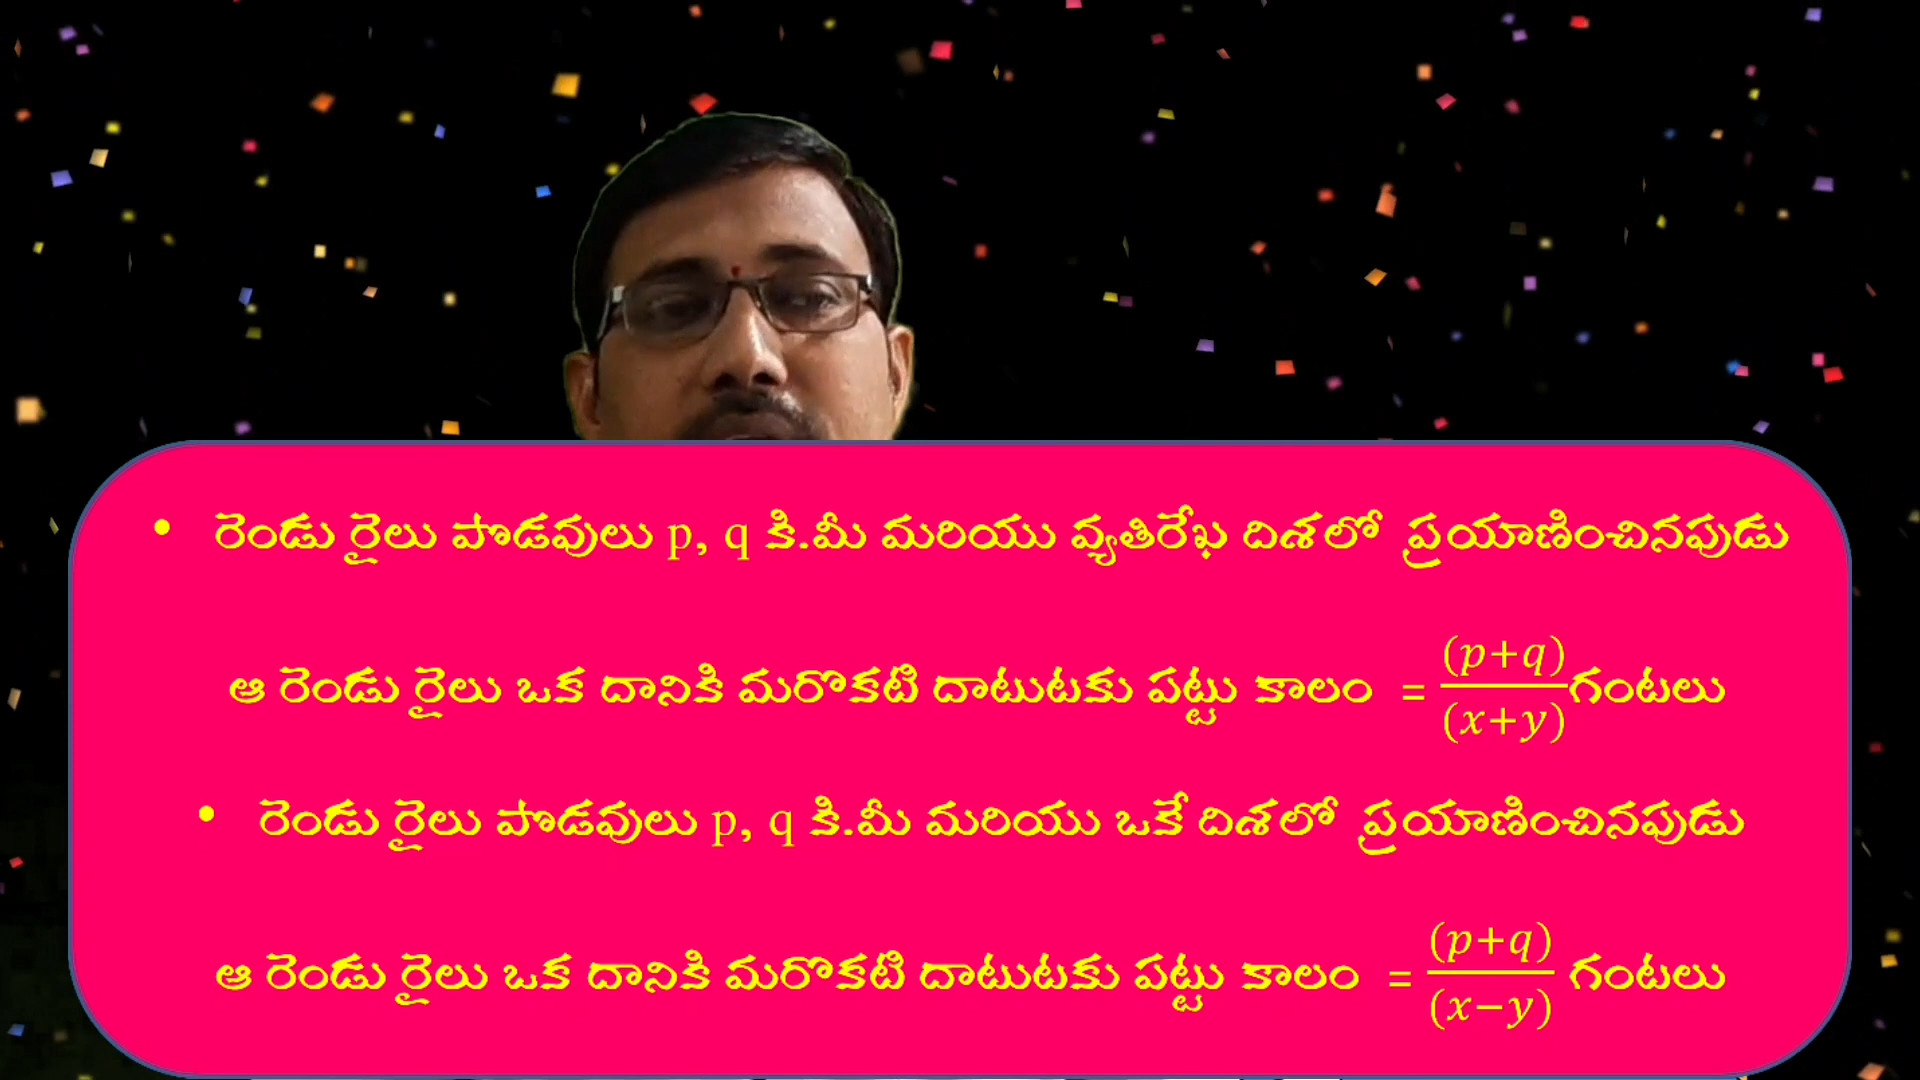 • రెండు రైలు పొడవులు p, q కి.మీ మరియు వ్యతిరేఖ దిశలో ప్రయాణించినపుడు
ఆ రెండు రైలు ఒక దానికి మరొకటి దాటుటకు పట్టు కాలం = (p+q)/(x+y) గంటలు
• రెండు రైలు పొడవులు p, q కి.మీ మరియు ఒకే దిశలో ప్రయాణించినపుడు
ఆ రెండు రైలు ఒక దానికి మరొకటి దాటుటకు పట్టు కాలం = (p+q)/(x−y) గంటలు